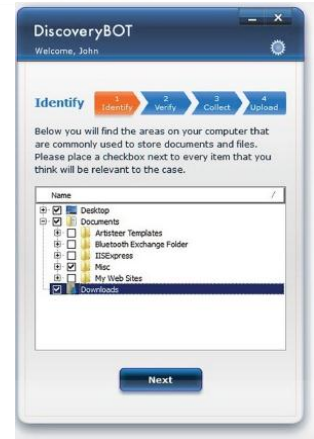 DiscoveryBOT
Welcome, John
Identify
1 Identify
2 Verify
3 Collect
4 Upload
Below you will find the areas on your computer that
are commonly used to store documents and files.
Please place a checkbox next to every item that you
think will be relevant to the case.
Name
Desktop
Documents
Artisteer Templates
Bluetooth Exchange Folder
IISExpress
Misc
My Web Sites
Downloads
Next